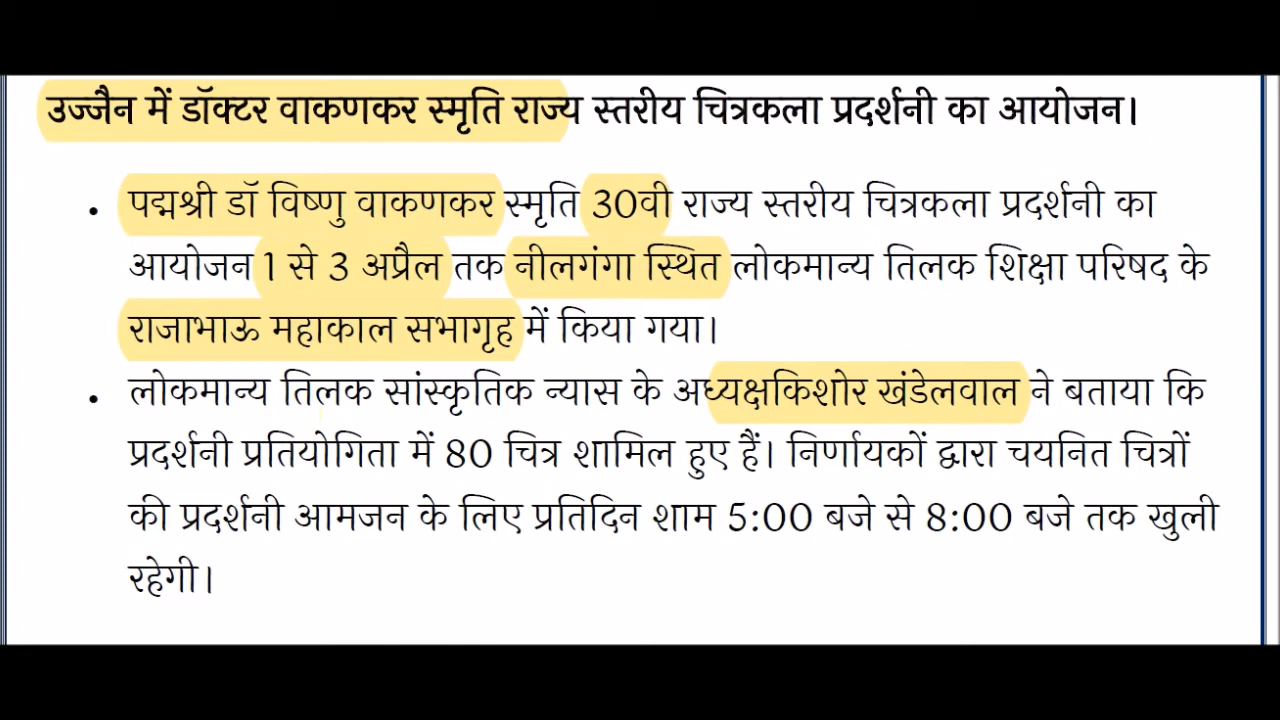 उज्जैन में डॉक्टर वाकणकर स्मृति राज्य स्तरीय चित्रकला प्रदर्शनी का आयोजन।
• पद्मश्री डॉ विष्णु वाकणकर स्मृति 30वी राज्य स्तरीय चित्रकला प्रदर्शनी का
आयोजन 1 से 3 अप्रैल तक नीलगंगा स्थित लोकमान्य तिलक शिक्षा परिषद के
राजाभाऊ महाकाल सभागृह में किया गया।
• लोकमान्य तिलक सांस्कृतिक न्यास के अध्यक्षकिशोर खंडेलवाल ने बताया कि
प्रदर्शनी प्रतियोगिता में 80 चित्र शामिल हुए हैं। निर्णायकों द्वारा चयनित चित्रों
की प्रदर्शनी आमजन के लिए प्रतिदिन शाम 5:00 बजे से 8:00 बजे तक खुली
रहेगी।